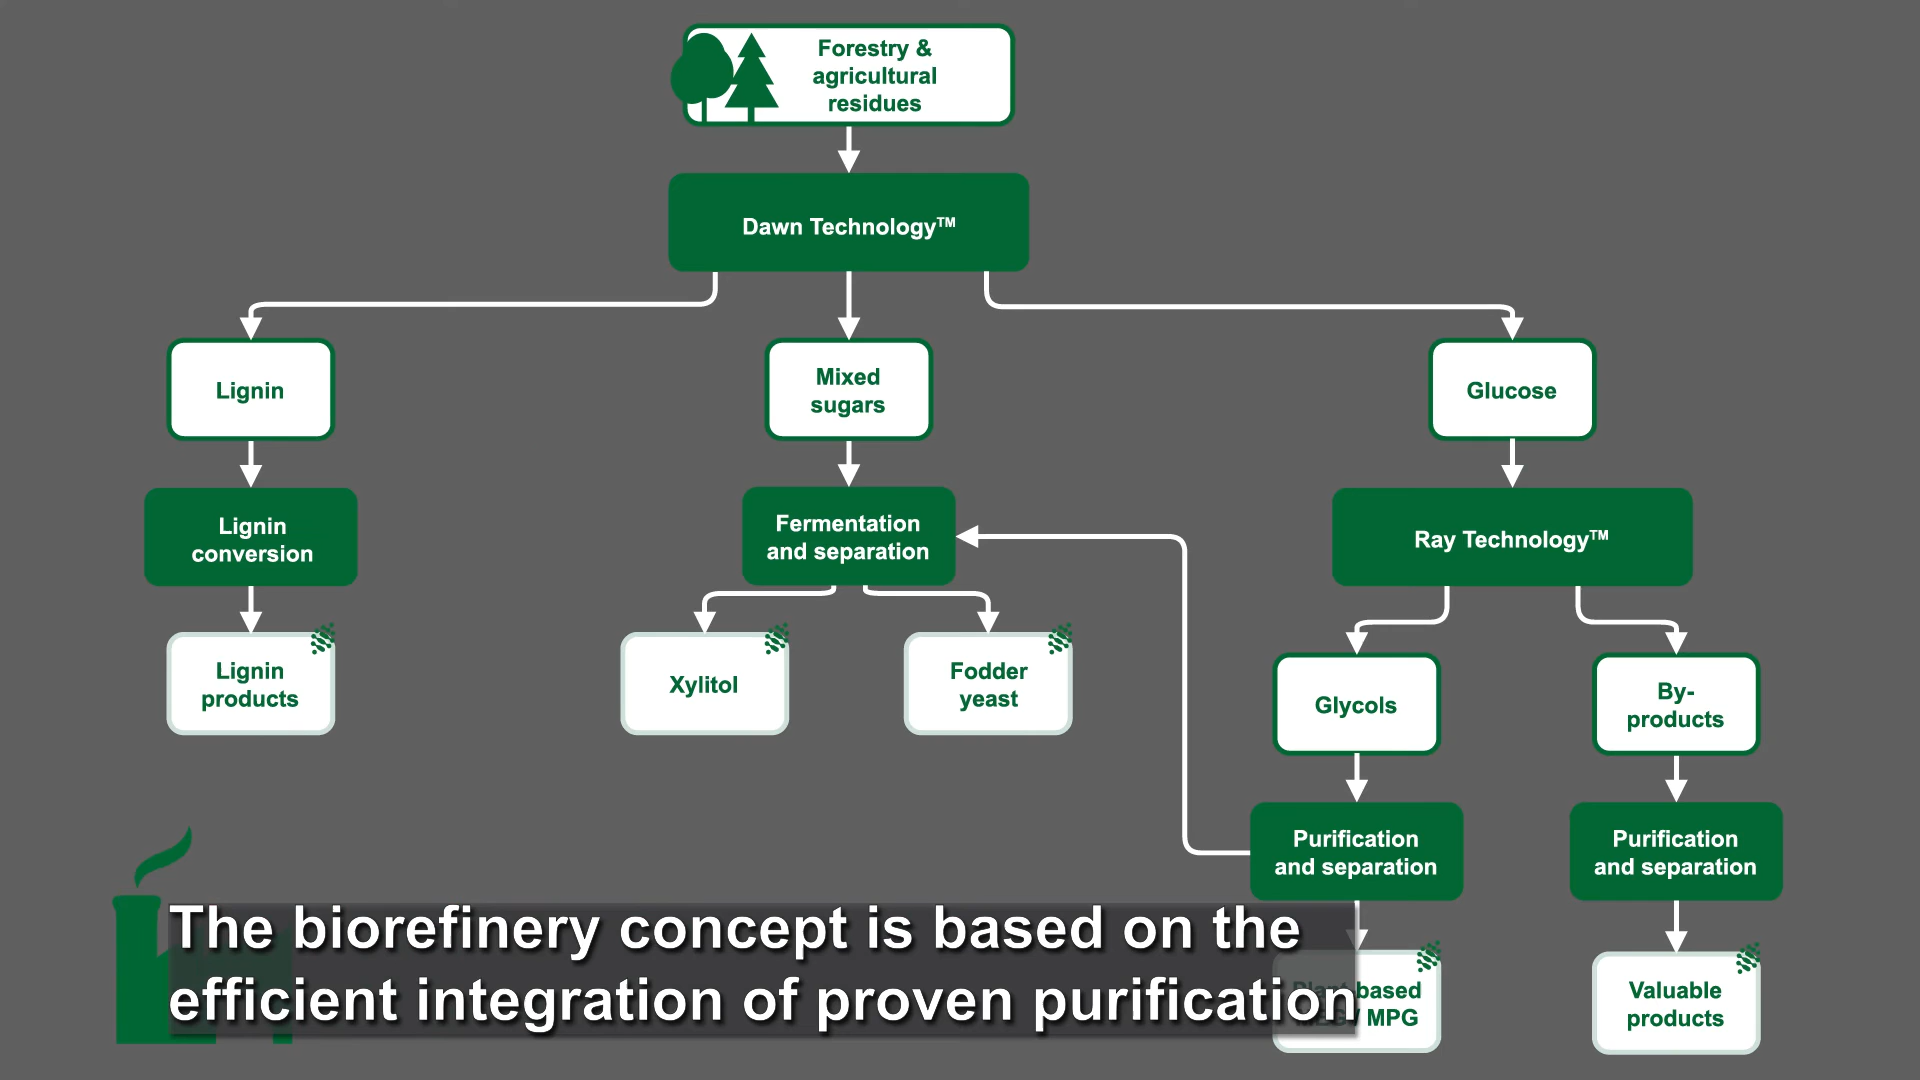 Forestry &
agricultural
residues
Dawn Technology™
Lignin
Mixed
sugars
Glucose
Lignin
conversion
Fermentation
and separation
Ray Technology™
Lignin
products
Xylitol
Fodder
yeast
Glycols
By-
products
Purification
and separation
Purification
and separation
Plant-based
MEG / MPG
Valuable
products
The biorefinery concept is based on the
efficient integration of proven purification